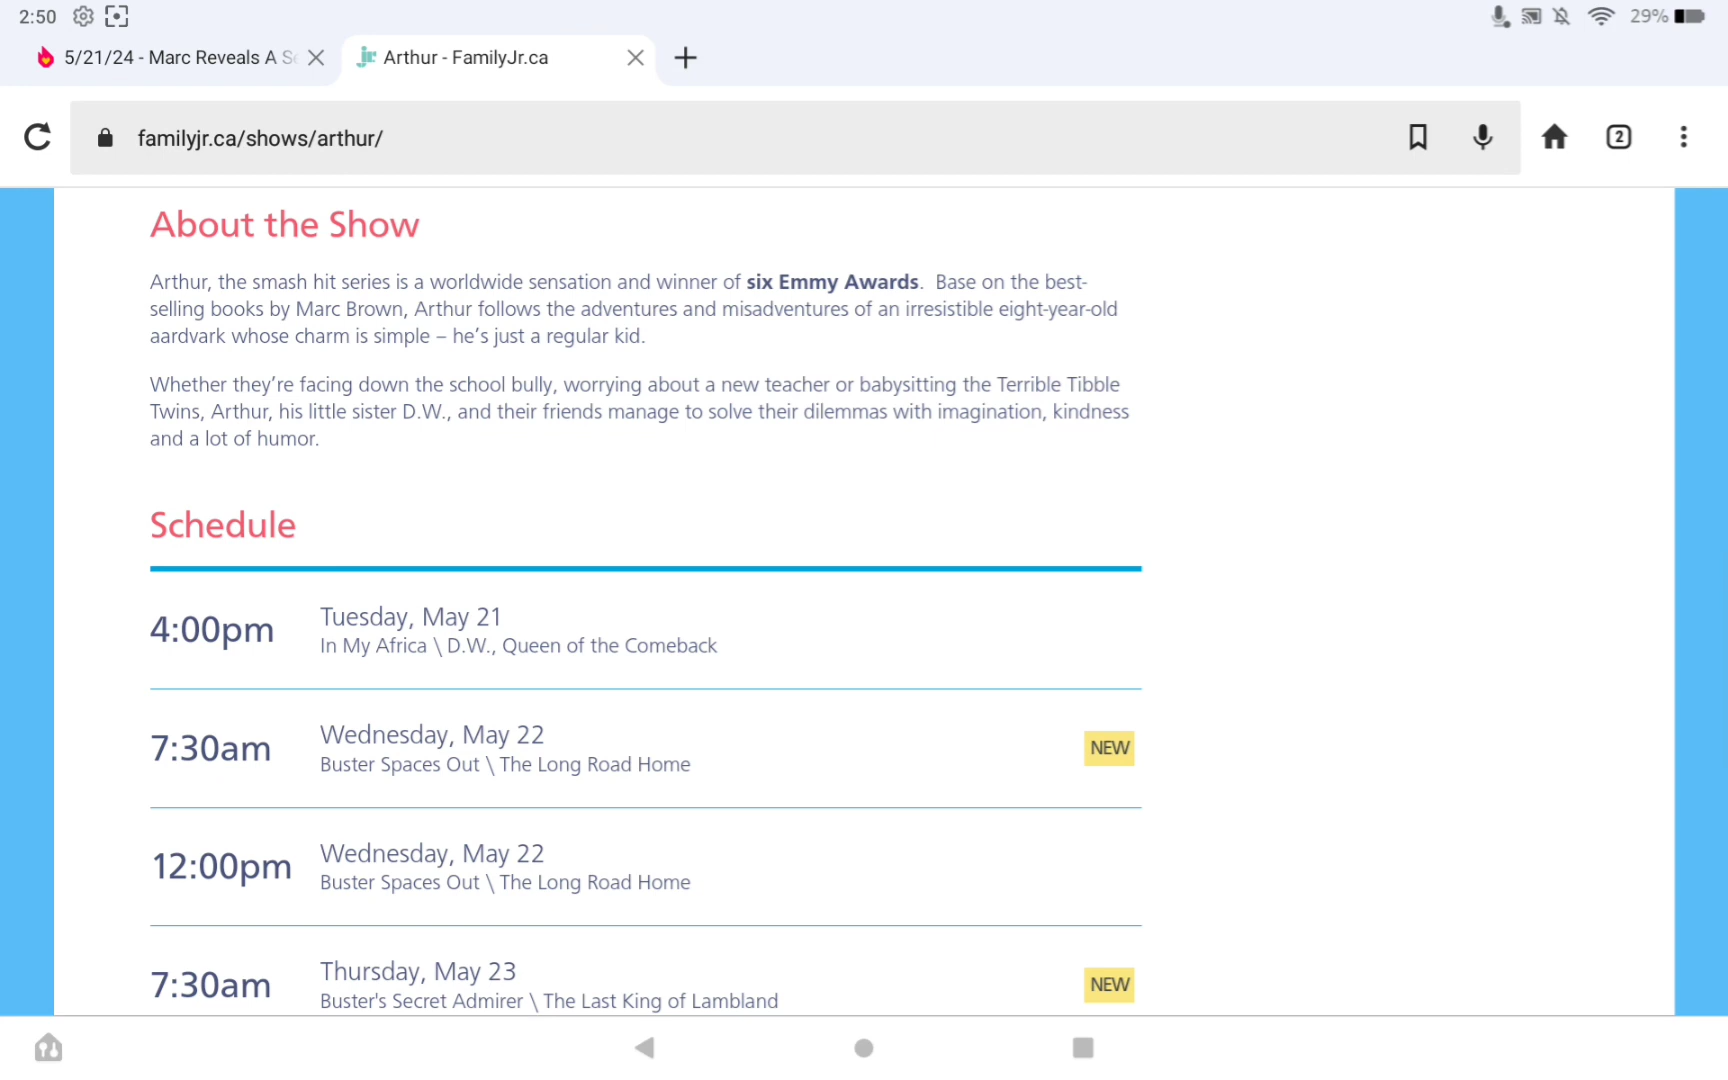 2:50
29%
5/21/24 - Marc Reveals A Se
Arthur - FamilyJr.ca
familyjr.ca/shows/arthur/
2
About the Show
Arthur, the smash hit series is a worldwide sensation and winner of six Emmy Awards.  Base on the best-
selling books by Marc Brown, Arthur follows the adventures and misadventures of an irresistible eight-year-old
aardvark whose charm is simple – he’s just a regular kid.
Whether they’re facing down the school bully, worrying about a new teacher or babysitting the Terrible Tibble
Twins, Arthur, his little sister D.W., and their friends manage to solve their dilemmas with imagination, kindness
and a lot of humor.
Schedule
4:00pm
Tuesday, May 21
In My Africa \ D.W., Queen of the Comeback
7:30am
Wednesday, May 22
Buster Spaces Out \ The Long Road Home
NEW
12:00pm
Wednesday, May 22
Buster Spaces Out \ The Long Road Home
7:30am
Thursday, May 23
Buster's Secret Admirer \ The Last King of Lambland
NEW